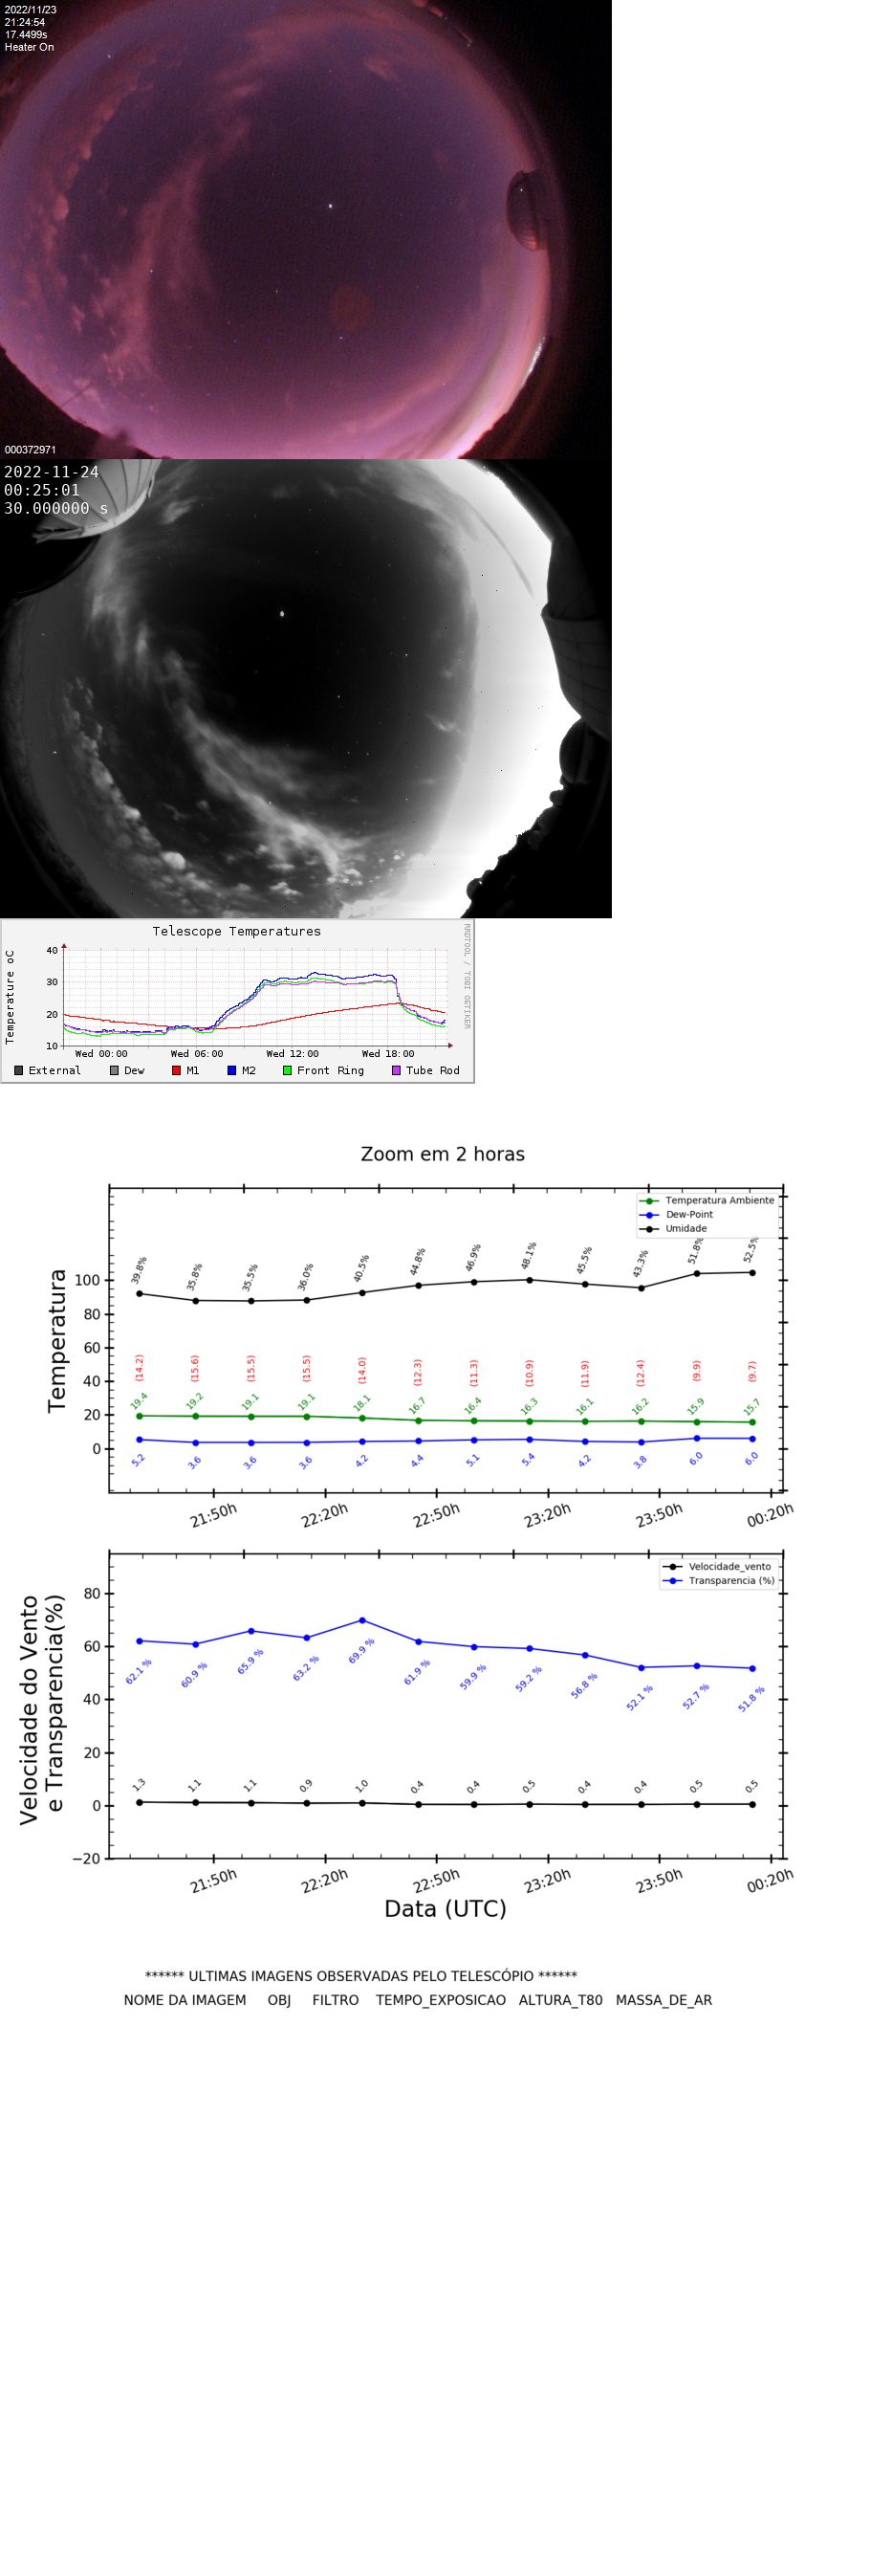 2022/11/23
21:24:54
17.4499s
Heater On
000372971
2022-11-24
00:25:01
30.000000 s
Telescope Temperatures
RRDTOOL / TOBI OETIKER
Temperature oC
40
30
20
10
Wed 00:00 Wed 06:00 Wed 12:00 Wed 18:00
External Dew M1 M2 Front Ring Tube Rod
Zoom em 2 horas
Temperatura Ambiente
Dew-Point
Umidade
Temperatura
100
80
60
40
20
0
39.8% 35.8% 35.5% 36.0% 40.5% 44.8% 46.9% 48.1% 45.5% 43.3% 51.8% 52.5%
(14.2) (15.6) (15.5) (15.5) (14.0) (12.3) (11.3) (10.9) (11.9) (12.4) (9.9) (9.7)
19.4 19.2 19.1 19.1 18.1 16.7 16.4 16.3 16.1 16.2 15.9 15.7
5.2 3.6 3.6 3.6 4.2 4.4 5.1 5.4 4.2 3.8 6.0 6.0
21:50h 22:20h 22:50h 23:20h 23:50h 00:20h
Velocidade_vento
Transparencia (%)
Velocidade do Vento
e Transparencia(%)
80
60
40
20
0
−20
62.1 % 60.9 % 65.9 % 63.2 % 69.9 % 61.9 % 59.9 % 59.2 % 56.8 % 52.1 % 52.7 % 51.8 %
1.3 1.1 1.1 0.9 1.0 0.4 0.4 0.5 0.4 0.4 0.5 0.5
21:50h 22:20h 22:50h 23:20h 23:50h 00:20h
Data (UTC)
****** ULTIMAS IMAGENS OBSERVADAS PELO TELESCÓPIO ******
NOME DA IMAGEM OBJ FILTRO TEMPO_EXPOSICAO ALTURA_T80 MASSA_DE_AR